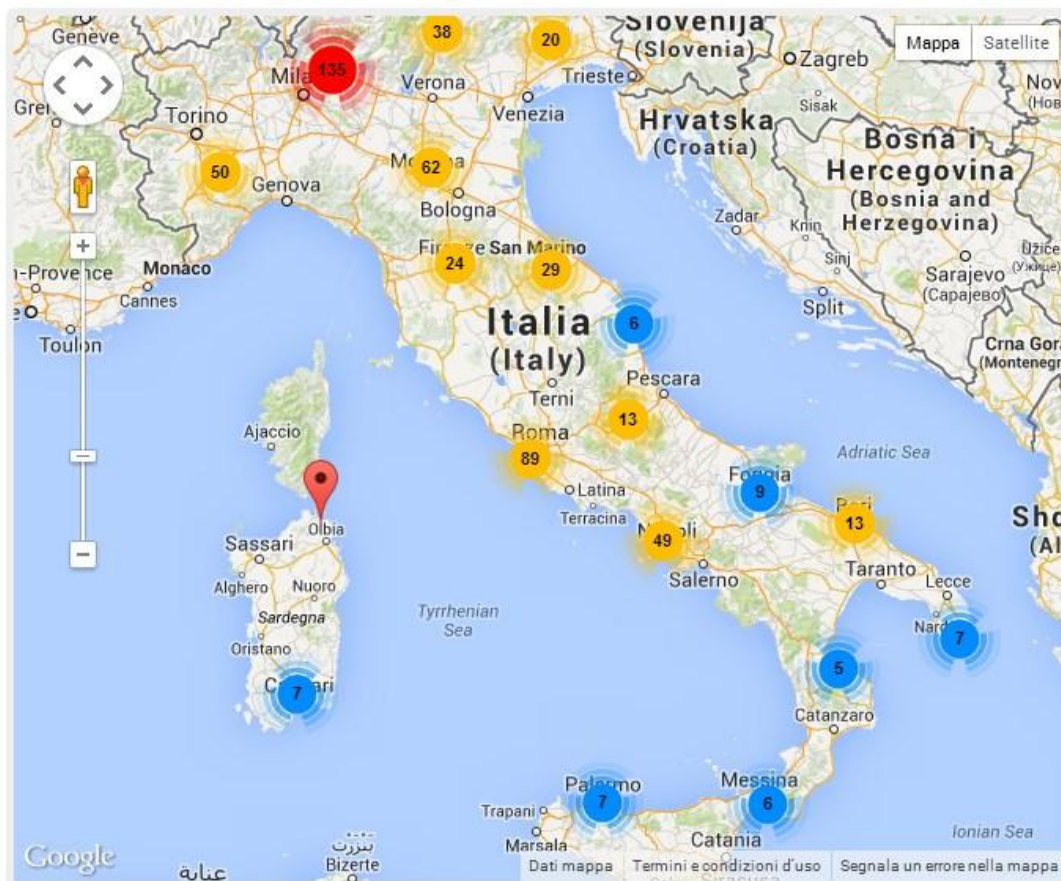 Genève
38
20
Slovenija
(Slovenia)
Mappa
Satellite
Zagreb
135
Verona
Trieste
Venezia
Sisak
Torino
Hrvatska
(Croatia)
Bosna i
Hercegovina
(Bosnia and
Herzegovina)
50
62
Genova
Bologna
Zadar
Knin
Sinj
San Marino
24
29
Monaco
Cannes
Toulon
Sarajevo
(Сарајево)
Split
Italia
(Italy)
6
Crna Gora
(Montenegro
Pescara
Terni
13
Ajaccio
Roma
89
Adriatic Sea
Latina
Terracina
9
13
49
Olbia
Sassari
Salerno
Taranto
Lecce
Alghero
Nuoro
Sardegna
Tyrrhenian
Sea
Oristano
7
5
7
Catanzaro
Palermo
7
Messina
6
Trapani
Marsala
Catania
Ionian Sea
Google
عنابة
بنزرت
Bizerte
Dati mappa
Termini e condizioni d'uso
Segnala un errore nella mappa